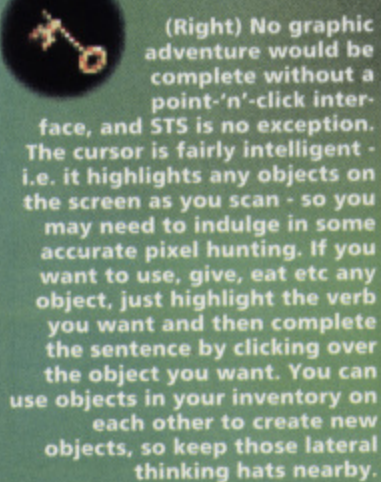 (Right) No graphic
adventure would be
complete without a
point-'n'-click inter-
face, and STS is no exception.
The cursor is fairly intelligent -
i.e. it highlights any objects on
the screen as you scan - so you
may need to indulge in some
accurate pixel hunting. If you
want to use, give, eat etc any
object, just highlight the verb
you want and then complete
the sentence by clicking over
the object you want. You can
use objects in your inventory on
each other to create new
objects, so keep those lateral
thinking hats nearby.